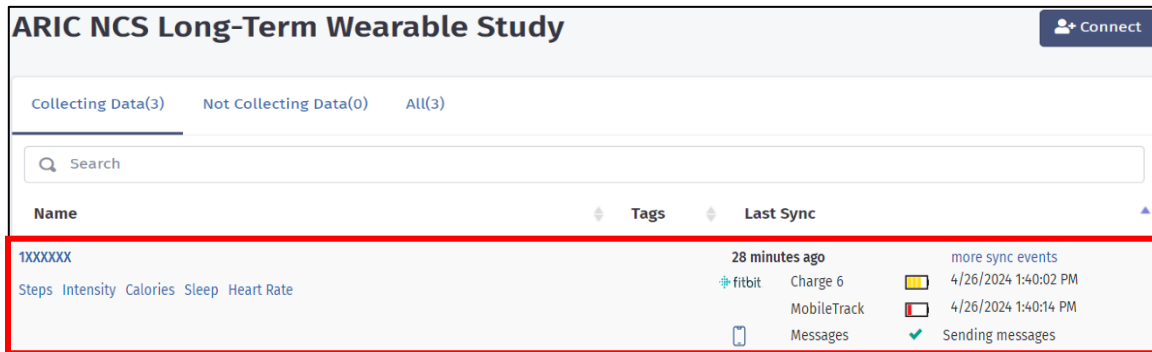 ARIC NCS Long-Term Wearable Study
Connect
Collecting Data(3) Not Collecting Data(0) All(3)
Search
Name Tags Last Sync
1XXXXXX 28 minutes ago more sync events
Steps Intensity Calories Sleep Heart Rate fitbit Charge 6 4/26/2024 1:40:02 PM
MobileTrack 4/26/2024 1:40:14 PM
Messages Sending messages